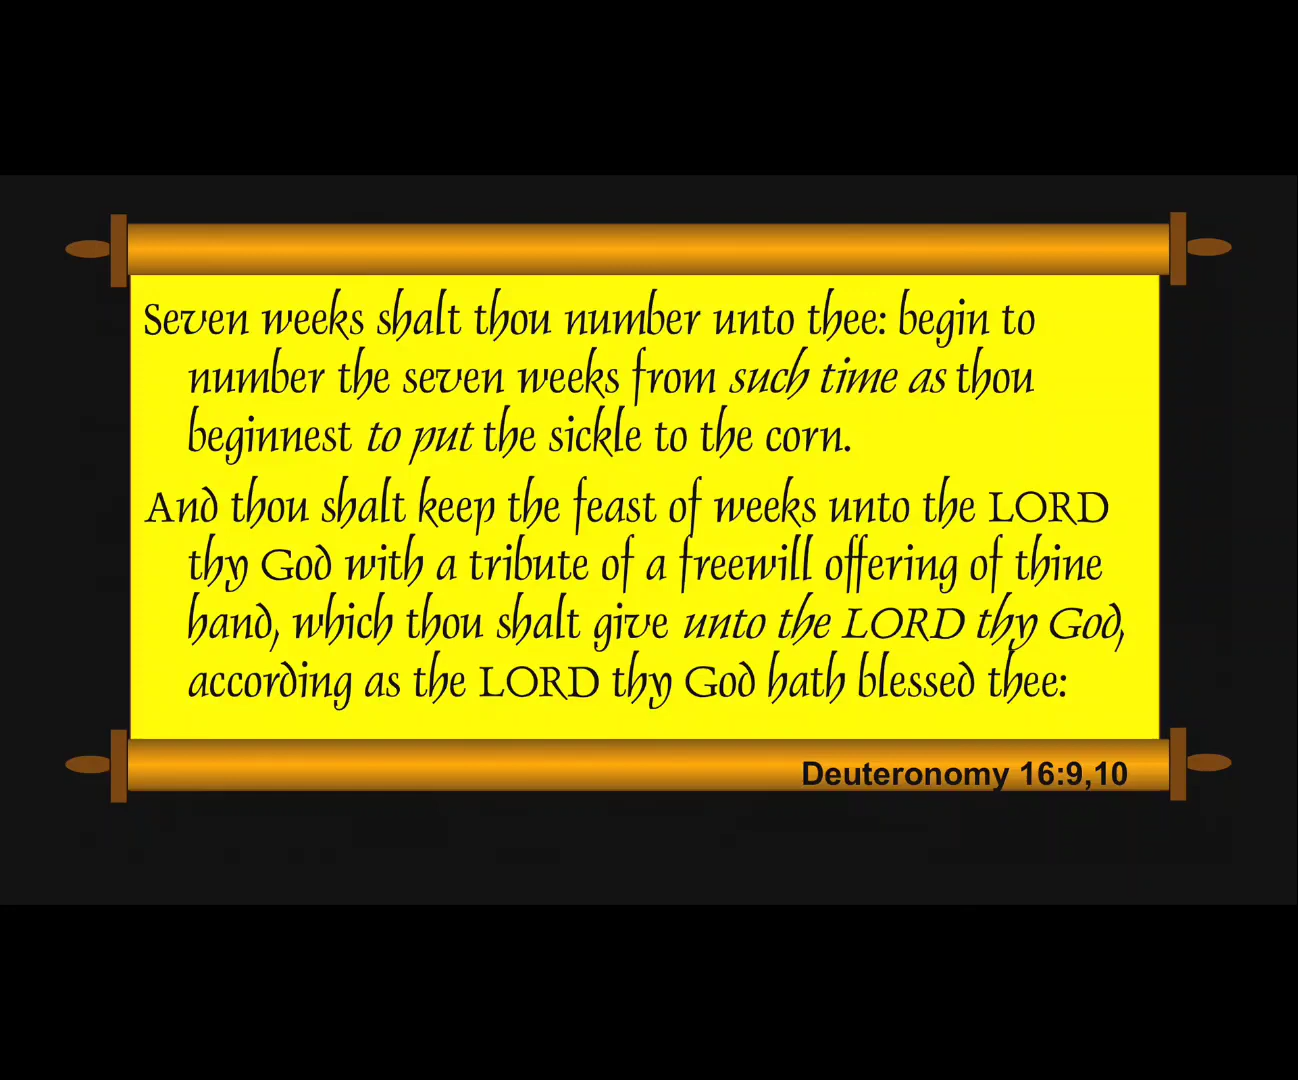 Seven weeks shalt thou number unto thee: begin to
number the seven weeks from such time as thou
beginnest to put the sickle to the corn.
And thou shalt keep the feast of weeks unto the LORD
thy God with a tribute of a freewill offering of thine
hand, which thou shalt give unto the LORD thy God,
according as the LORD thy God hath blessed thee:
Deuteronomy 16:9,10